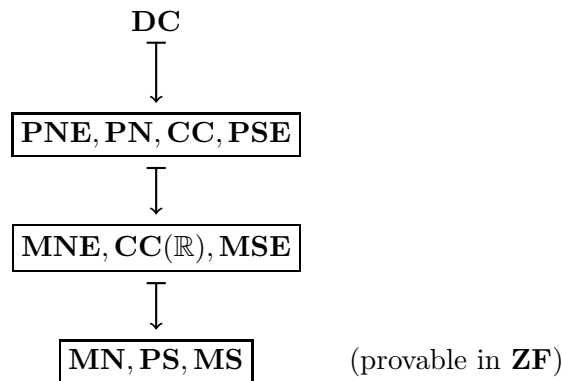 DC
PNE, PN, CC, PSE
MNE, CC(ℝ), MSE
MN, PS, MS (provable in ZF)